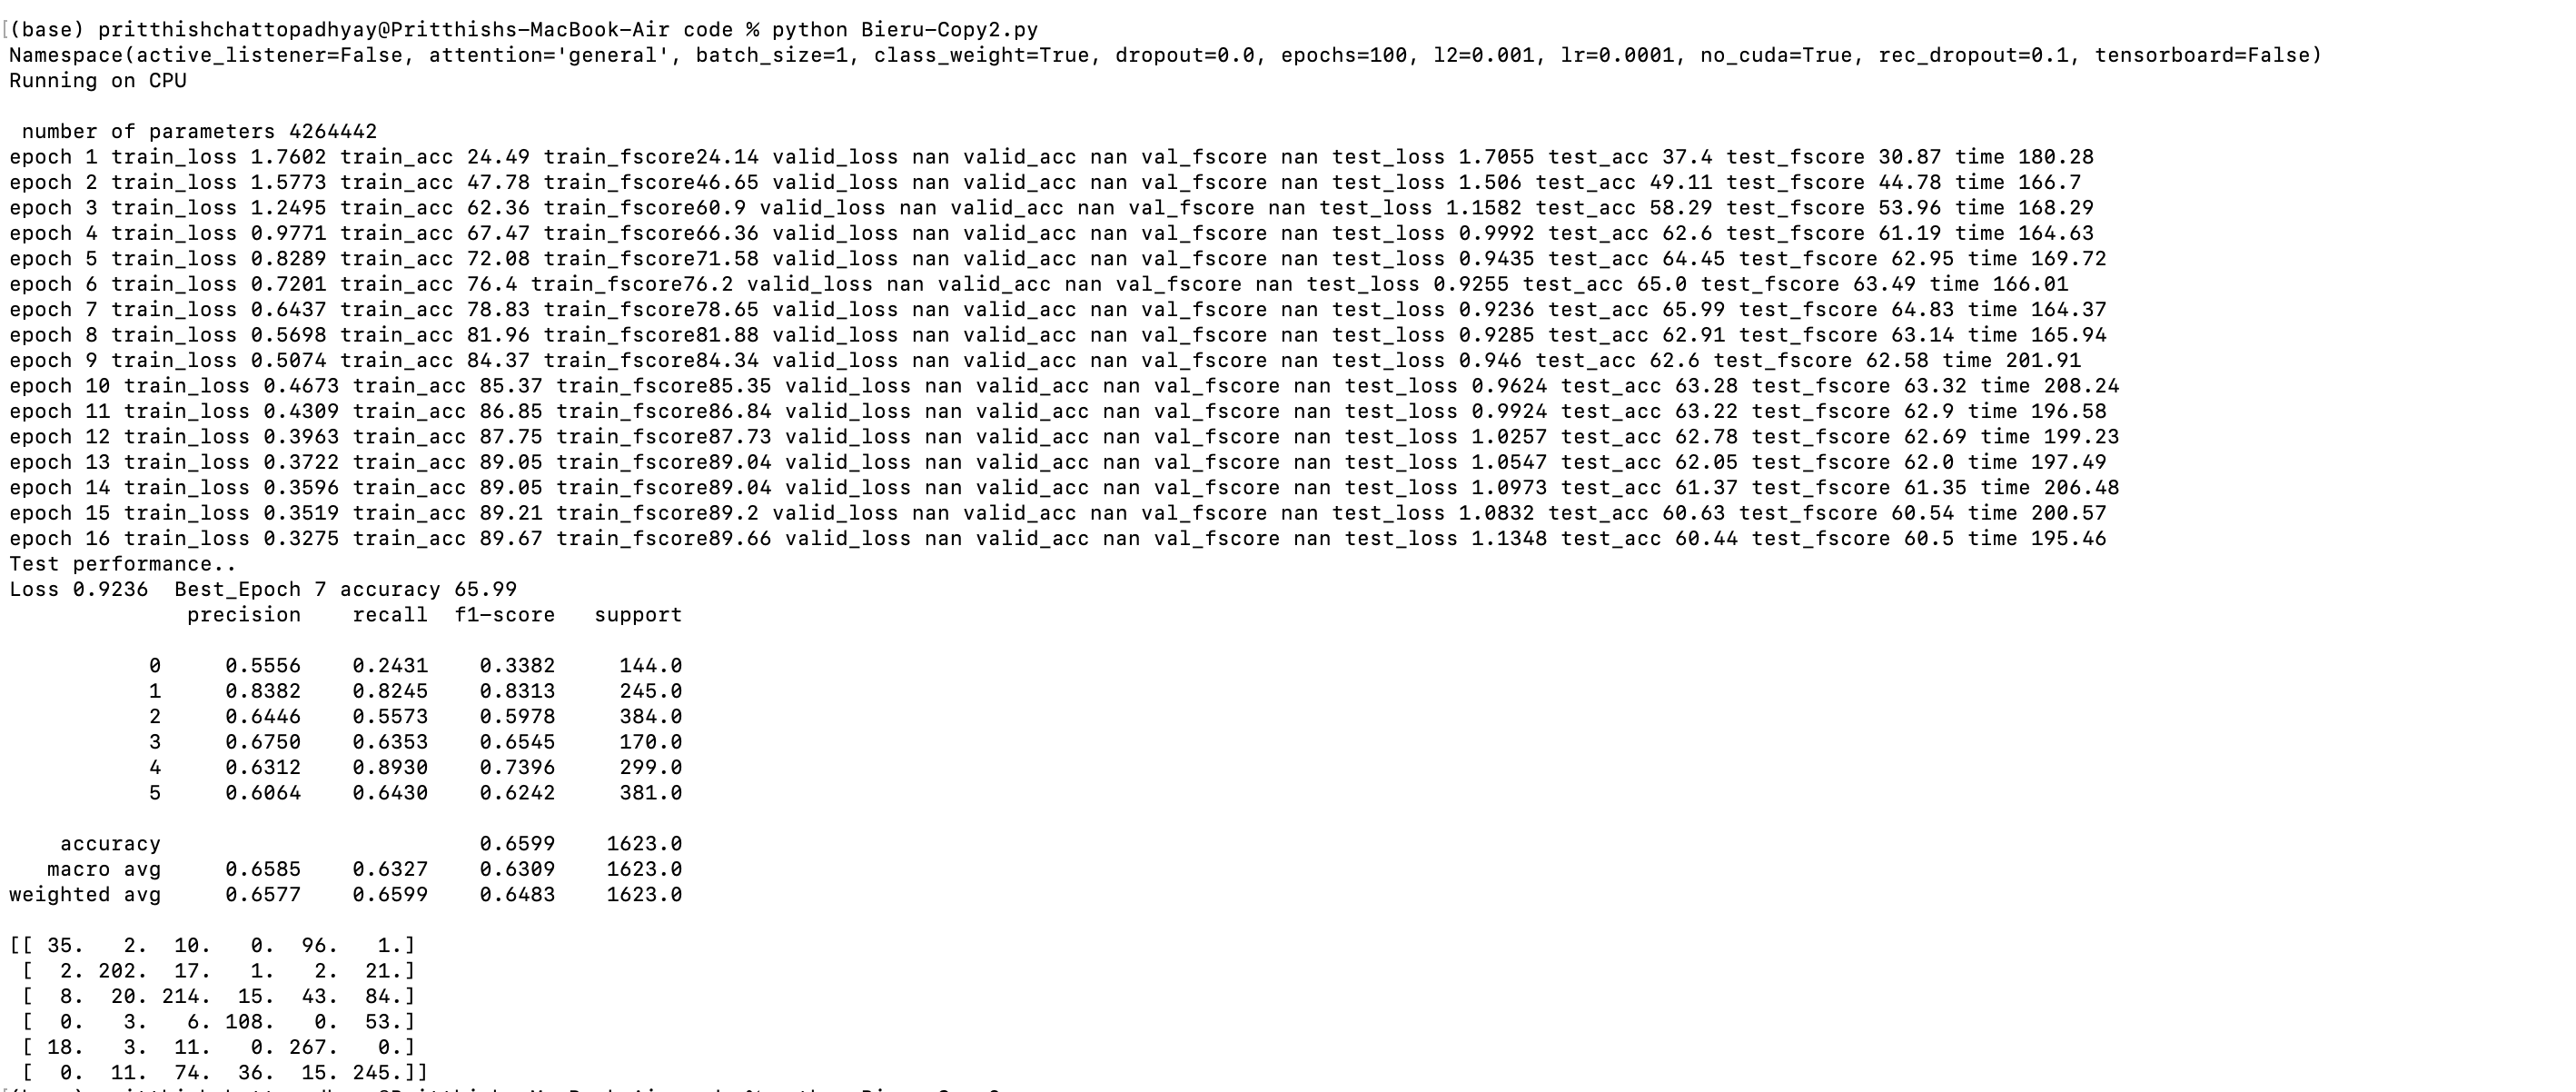 (base) pritthishchattopadhyay@Pritthishs-MacBook-Air code % python Bieru-Copy2.py
Namespace(active_listener=False, attention='general', batch_size=1, class_weight=True, dropout=0.0, epochs=100, l2=0.001, lr=0.0001, no_cuda=True, rec_dropout=0.1, tensorboard=False)
Running on CPU
number of parameters 4264442
epoch 1 train_loss 1.7602 train_acc 24.49 train_fscore24.14 valid_loss nan valid_acc nan val_fscore nan test_loss 1.7055 test_acc 37.4 test_fscore 30.87 time 180.28
epoch 2 train_loss 1.5773 train_acc 47.78 train_fscore46.65 valid_loss nan valid_acc nan val_fscore nan test_loss 1.506 test_acc 49.11 test_fscore 44.78 time 166.7
epoch 3 train_loss 1.2495 train_acc 62.36 train_fscore60.9 valid_loss nan valid_acc nan val_fscore nan test_loss 1.1582 test_acc 58.29 test_fscore 53.96 time 168.29
epoch 4 train_loss 0.9771 train_acc 67.47 train_fscore66.36 valid_loss nan valid_acc nan val_fscore nan test_loss 0.9992 test_acc 62.6 test_fscore 61.19 time 164.63
epoch 5 train_loss 0.8289 train_acc 72.08 train_fscore71.58 valid_loss nan valid_acc nan val_fscore nan test_loss 0.9435 test_acc 64.45 test_fscore 62.95 time 169.72
epoch 6 train_loss 0.7201 train_acc 76.4 train_fscore76.2 valid_loss nan valid_acc nan val_fscore nan test_loss 0.9255 test_acc 65.0 test_fscore 63.49 time 166.01
epoch 7 train_loss 0.6437 train_acc 78.83 train_fscore78.65 valid_loss nan valid_acc nan val_fscore nan test_loss 0.9236 test_acc 65.99 test_fscore 64.83 time 164.37
epoch 8 train_loss 0.5698 train_acc 81.96 train_fscore81.88 valid_loss nan valid_acc nan val_fscore nan test_loss 0.9285 test_acc 62.91 test_fscore 63.14 time 165.94
epoch 9 train_loss 0.5074 train_acc 84.37 train_fscore84.34 valid_loss nan valid_acc nan val_fscore nan test_loss 0.946 test_acc 62.6 test_fscore 62.58 time 201.91
epoch 10 train_loss 0.4673 train_acc 85.37 train_fscore85.35 valid_loss nan valid_acc nan val_fscore nan test_loss 0.9624 test_acc 63.28 test_fscore 63.32 time 208.24
epoch 11 train_loss 0.4309 train_acc 86.85 train_fscore86.84 valid_loss nan valid_acc nan val_fscore nan test_loss 0.9924 test_acc 63.22 test_fscore 62.9 time 196.58
epoch 12 train_loss 0.3963 train_acc 87.75 train_fscore87.73 valid_loss nan valid_acc nan val_fscore nan test_loss 1.0257 test_acc 62.78 test_fscore 62.69 time 199.23
epoch 13 train_loss 0.3722 train_acc 89.05 train_fscore89.04 valid_loss nan valid_acc nan val_fscore nan test_loss 1.0547 test_acc 62.05 test_fscore 62.0 time 197.49
epoch 14 train_loss 0.3596 train_acc 89.05 train_fscore89.04 valid_loss nan valid_acc nan val_fscore nan test_loss 1.0973 test_acc 61.37 test_fscore 61.35 time 206.48
epoch 15 train_loss 0.3519 train_acc 89.21 train_fscore89.2 valid_loss nan valid_acc nan val_fscore nan test_loss 1.0832 test_acc 60.63 test_fscore 60.54 time 200.57
epoch 16 train_loss 0.3275 train_acc 89.67 train_fscore89.66 valid_loss nan valid_acc nan val_fscore nan test_loss 1.1348 test_acc 60.44 test_fscore 60.5 time 195.46
Test performance..
Loss 0.9236  Best_Epoch 7 accuracy 65.99
precision    recall  f1-score   support
0     0.5556    0.2431    0.3382     144.0
1     0.8382    0.8245    0.8313     245.0
2     0.6446    0.5573    0.5978     384.0
3     0.6750    0.6353    0.6545     170.0
4     0.6312    0.8930    0.7396     299.0
5     0.6064    0.6430    0.6242     381.0
accuracy                         0.6599    1623.0
macro avg     0.6585    0.6327    0.6309    1623.0
weighted avg     0.6577    0.6599    0.6483    1623.0
[[ 35.   2.  10.   0.  96.   1.]
[  2. 202.  17.   1.   2.  21.]
[  8.  20. 214.  15.  43.  84.]
[  0.   3.   6. 108.   0.  53.]
[ 18.   3.  11.   0. 267.   0.]
[  0.  11.  74.  36.  15. 245.]]